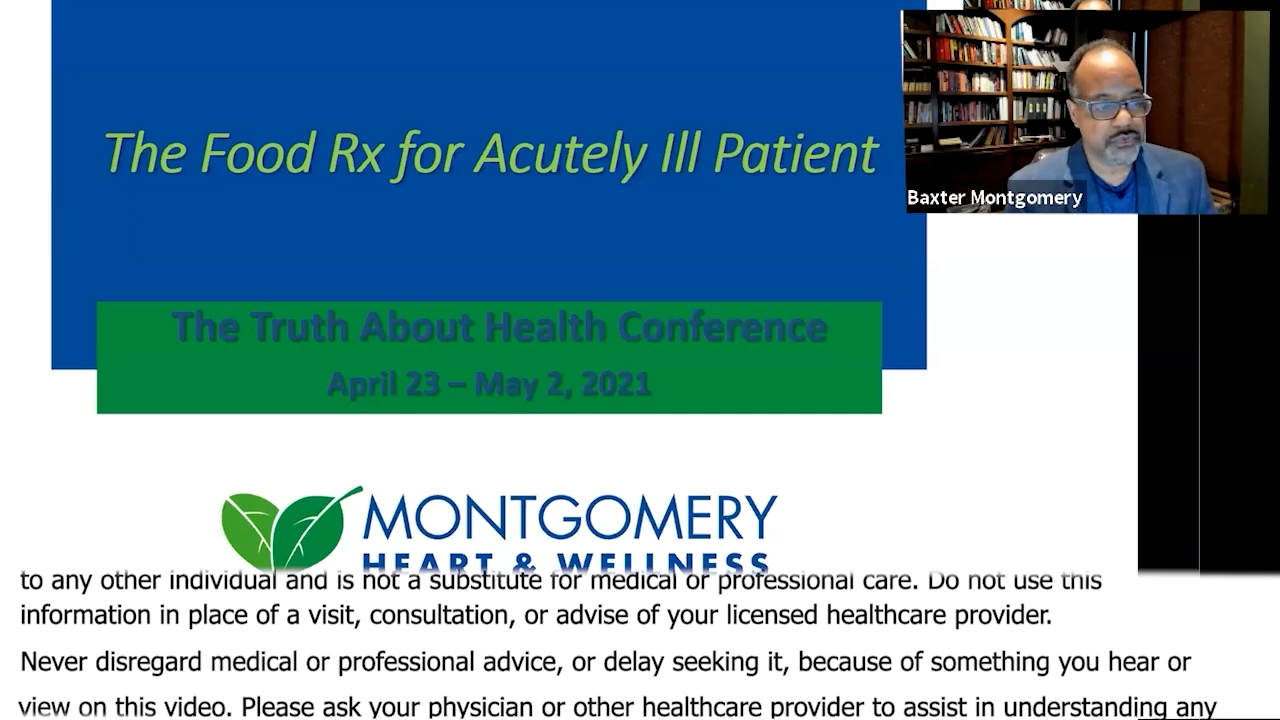 The Food Rx for Acutely Ill Patient
Baxter Montgomery
The Truth About Health Conference
April 23 – May 2, 2021
MONTGOMERY
HEART & WELLNESS
to any other individual and is not a substitute for medical or professional care. Do not use this
information in place of a visit, consultation, or advise of your licensed healthcare provider.
Never disregard medical or professional advice, or delay seeking it, because of something you hear or
view on this video. Please ask your physician or other healthcare provider to assist in understanding any